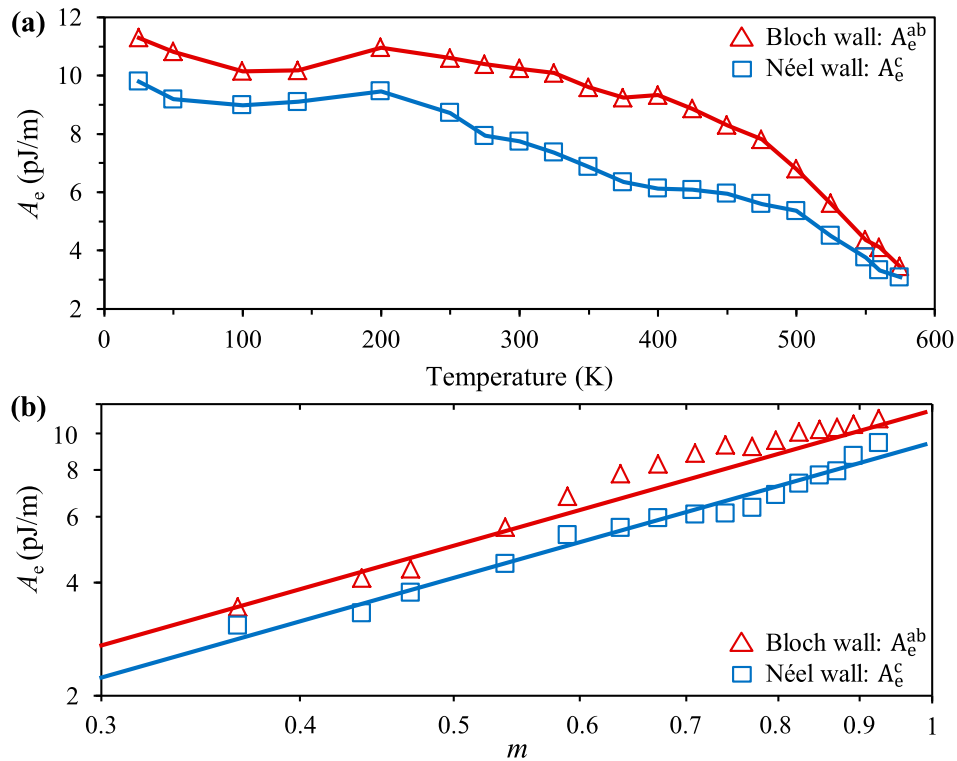 (a)
12
10
8
6
4
2
A_e (pJ/m)
Bloch wall: A_e^ab
Néel wall: A_e^c
0 100 200 300 400 500 600
Temperature (K)
(b)
10
8
6
4
2
A_e (pJ/m)
Bloch wall: A_e^ab
Néel wall: A_e^c
0.3 0.4 0.5 0.6 0.7 0.8 0.9 1
m